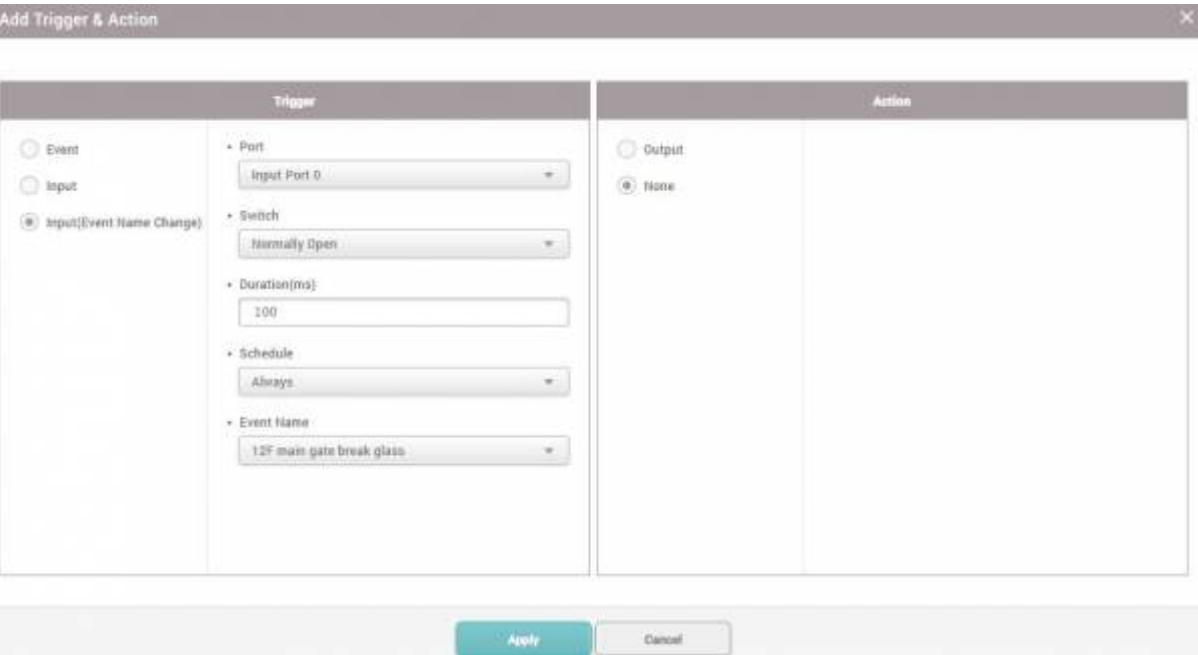 Add Trigger & Action
Trigger
Event
Input
Input(Event Name Change)
Port
Input Port 0
Switch
Normally Open
Duration(ms)
100
Schedule
Always
Event Name
12F main gate break glass
Action
Output
None
Apply
Cancel